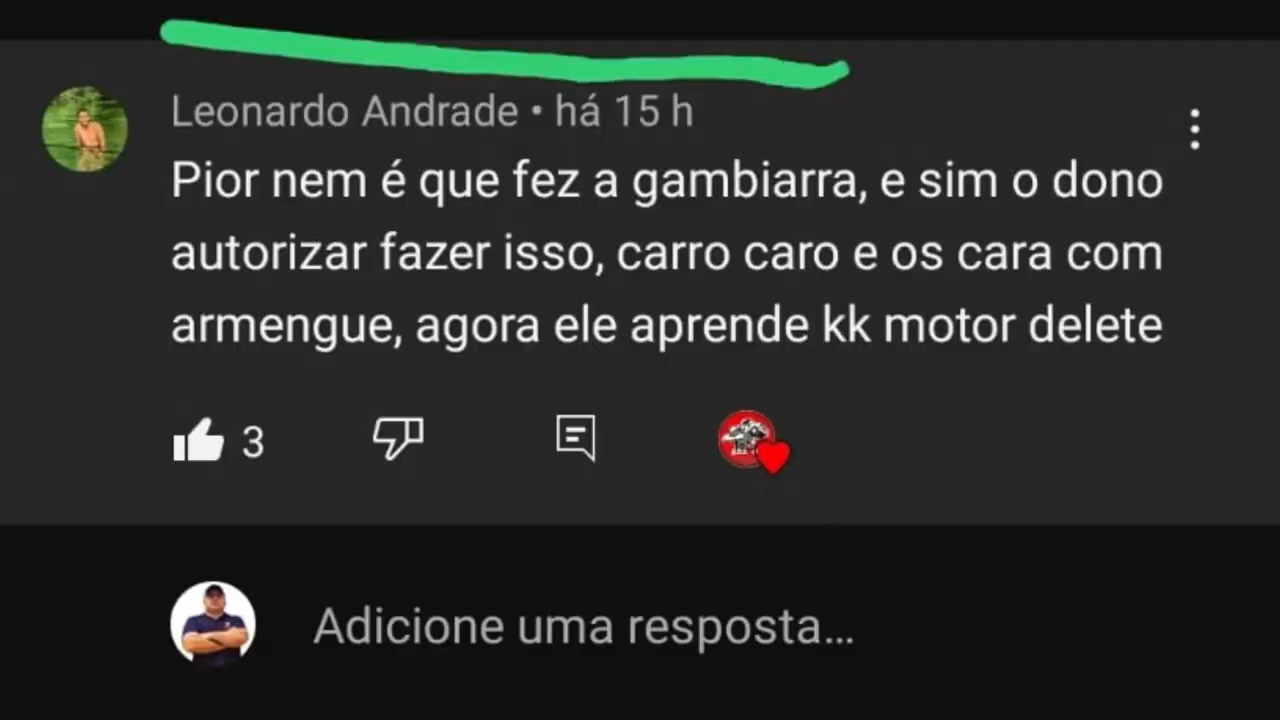 Leonardo Andrade • há 15 h
Pior nem é que fez a gambiarra, e sim o dono
autorizar fazer isso, carro caro e os cara com
armengue, agora ele aprende kk motor delete
3
Adicione uma resposta...